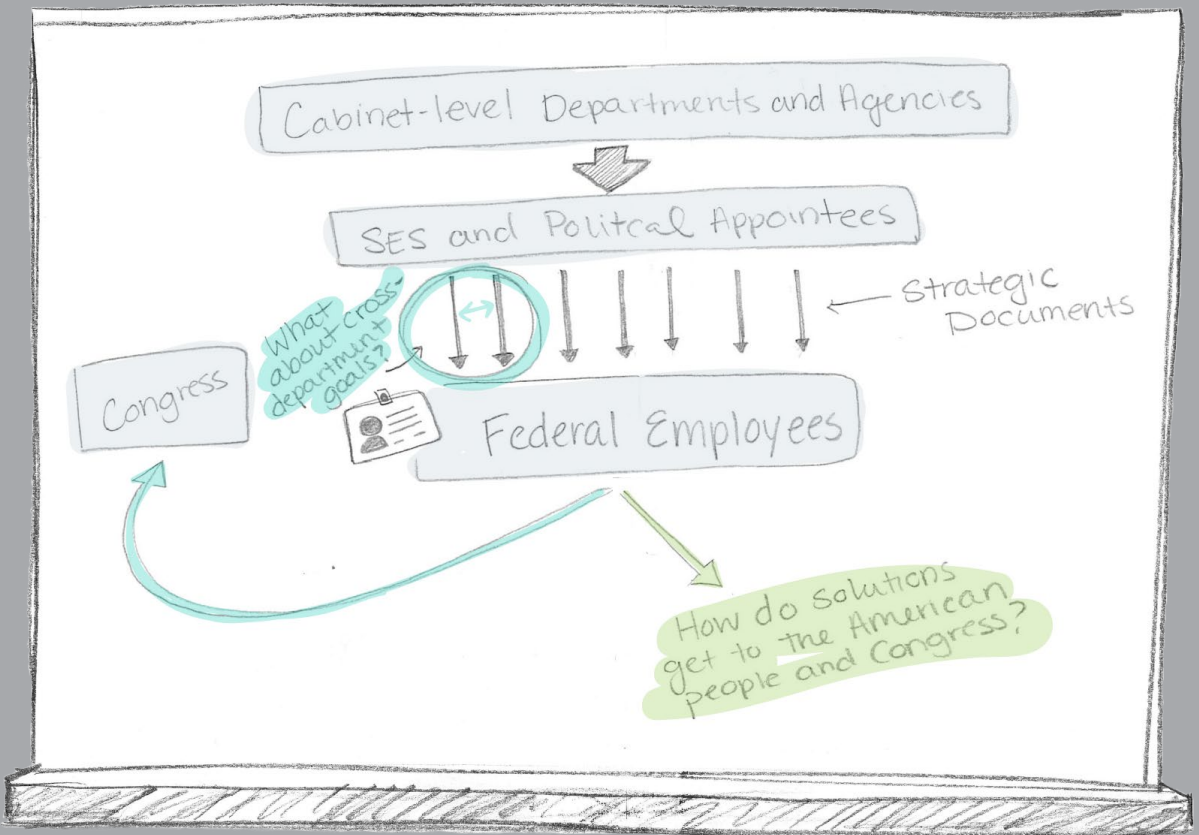 Cabinet-level Departments and Agencies
SES and Politcal Appointees
What
about cross-
department
goals?
Strategic
Documents
Congress
Federal Employees
How do solutions
get to the American
people and Congress?